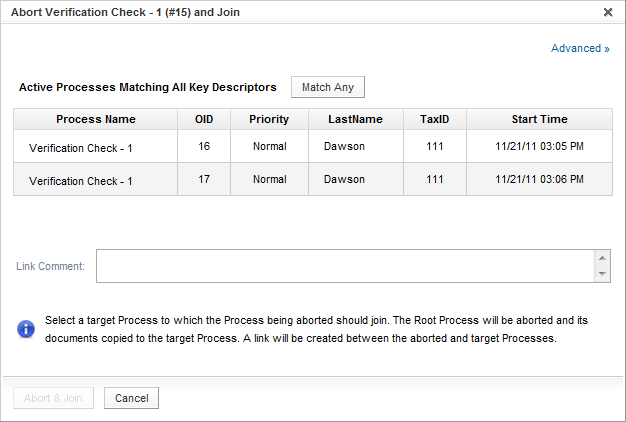 Abort Verification Check - 1 (#15) and Join
Advanced »
Active Processes Matching All Key Descriptors Match Any
Process Name OID Priority LastName TaxID Start Time
Verification Check - 1 16 Normal Dawson 111 11/21/11 03:05 PM
Verification Check - 1 17 Normal Dawson 111 11/21/11 03:06 PM
Link Comment:
Select a target Process to which the Process being aborted should join. The Root Process will be aborted and its
documents copied to the target Process. A link will be created between the aborted and target Processes.
Abort & Join Cancel